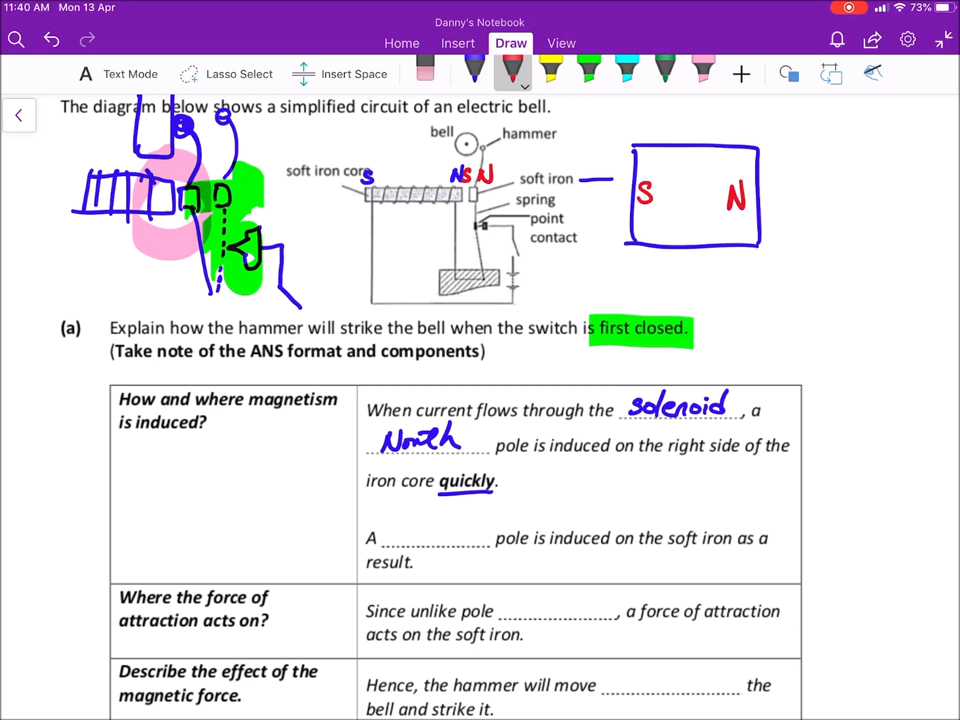 11:40 AM Mon 13 Apr
73%
Danny's Notebook
Home Insert Draw View
A Text Mode Lasso Select Insert Space
The diagram below shows a simplified circuit of an electric bell.
bell hammer
soft iron core
S N S N
soft iron
spring
point
contact
S N
(a) Explain how the hammer will strike the bell when the switch is first closed.
(Take note of the ANS format and components)
How and where magnetism
is induced?
When current flows through the solenoid, a
North pole is induced on the right side of the
iron core quickly.
A ...................... pole is induced on the soft iron as a
result.
Where the force of
attraction acts on?
Since unlike pole ......................, a force of attraction
acts on the soft iron.
Describe the effect of the
magnetic force.
Hence, the hammer will move .......................... the
bell and strike it.